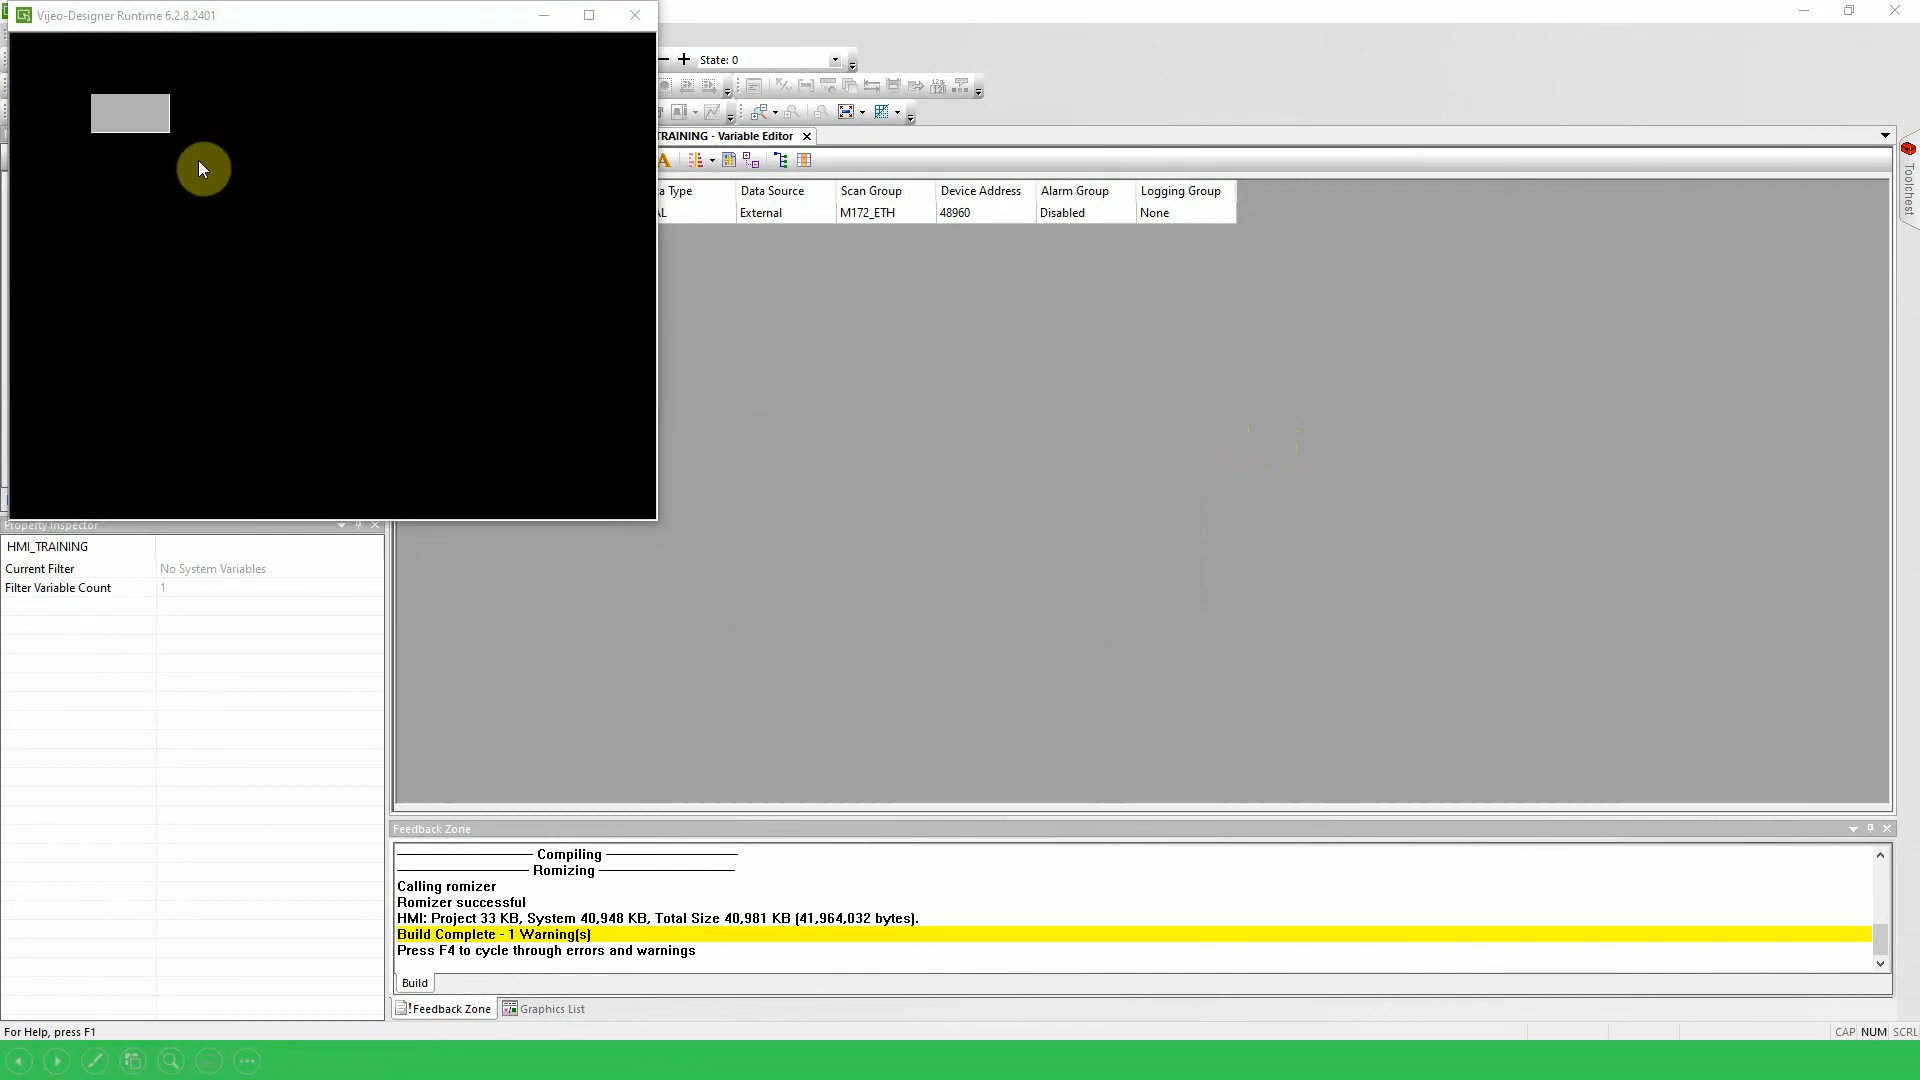 Vijeo-Designer Runtime 6.2.8.2401
State: 0
TRAINING - Variable Editor
Toolchest
a Type Data Source Scan Group Device Address Alarm Group Logging Group
AL External M172_ETH 48960 Disabled None
Property Inspector
HMI_TRAINING
Current Filter No System Variables
Filter Variable Count 1
Feedback Zone
Compiling
Romizing
Calling romizer
Romizer successful
HMI: Project 33 KB, System 40,948 KB, Total Size 40,981 KB (41,964,032 bytes).
Build Complete - 1 Warning(s)
Press F4 to cycle through errors and warnings
Build
!Feedback Zone Graphics List
For Help, press F1
CAP NUM SCRL